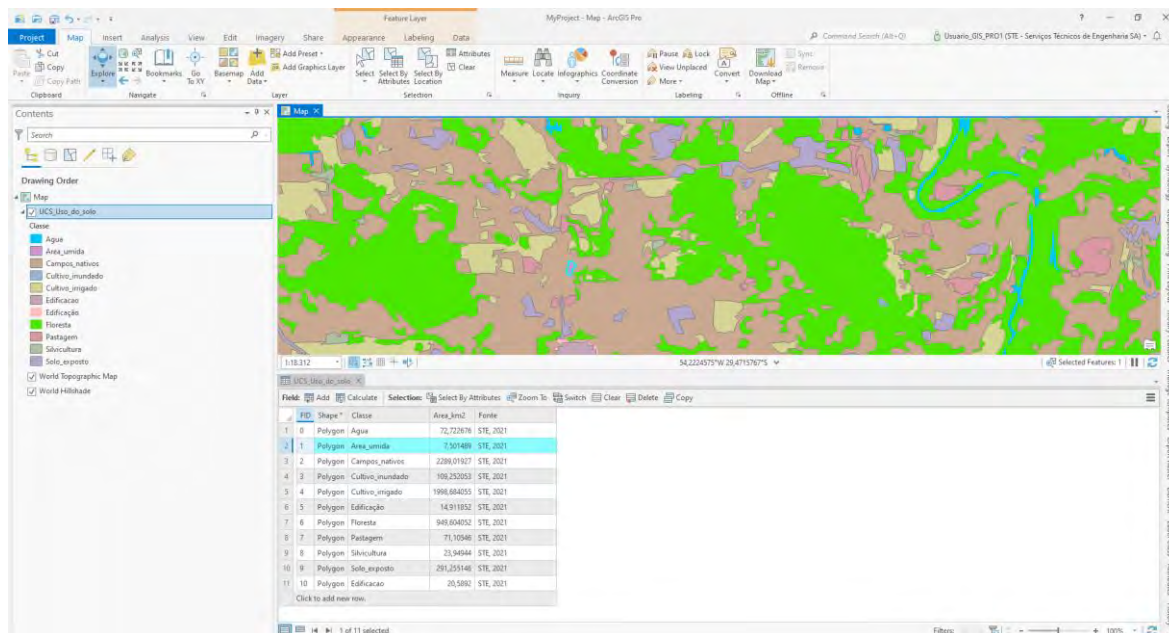 Feature Layer
MyProject - Map - ArcGIS Pro
Project Map Insert Analysis View Edit Imagery Share Appearance Labeling Data
Command Search (Alt+Q)
Usuario_GIS_PRO1 (STE - Serviços Técnicos de Engenharia SA)
Cut
Copy
Copy Path
Paste
Explore
Bookmarks
Go To XY
Basemap
Add Data
Add Preset
Add Graphics Layer
Select
Select By Attributes
Select By Location
Attributes
Clear
Measure
Locate
Infographics
Coordinate Conversion
Pause
Lock
View Unplaced
More
Convert
Download Map
Sync
Remove
Clipboard
Navigate
Layer
Selection
Inquiry
Labeling
Offline
Contents
Search
Drawing Order
Map
UCS_Uso_do_solo
Classe
Agua
Area_umida
Campos_nativos
Cultivo_inundado
Cultivo_irrigado
Edificacao
Edificação
Floresta
Pastagem
Silvicultura
Solo_exposto
World Topographic Map
World Hillshade
Map
1:18.312
54,2224575°W 29,4715767°S
Selected Features: 1
UCS_Uso_do_solo
Field: Add Calculate Selection: Select By Attributes Zoom To Switch Clear Delete Copy
FID Shape * Classe Area_km2 Fonte
1 0 Polygon Agua 72,722676 STE, 2021
2 1 Polygon Area_umida 7,501489 STE, 2021
3 2 Polygon Campos_nativos 2289,01927 STE, 2021
4 3 Polygon Cultivo_inundado 109,252053 STE, 2021
5 4 Polygon Cultivo_irrigado 1998,684055 STE, 2021
6 5 Polygon Edificação 14,911852 STE, 2021
7 6 Polygon Floresta 949,604052 STE, 2021
8 7 Polygon Pastagem 71,10546 STE, 2021
9 8 Polygon Silvicultura 23,94944 STE, 2021
10 9 Polygon Solo_exposto 291,255148 STE, 2021
11 10 Polygon Edificacao 20,5892 STE, 2021
Click to add new row.
1 of 11 selected
Filters:
100%